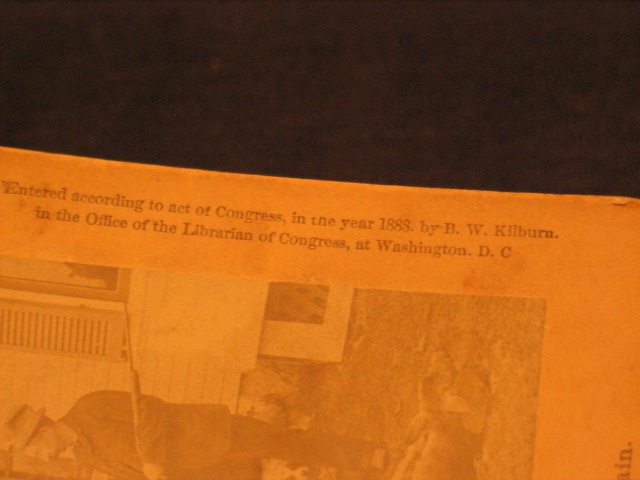 Entered according to act of Congress, in the year 1888. by B. W. Kilburn.
in the Office of the Librarian of Congress, at Washington. D. C
ain.